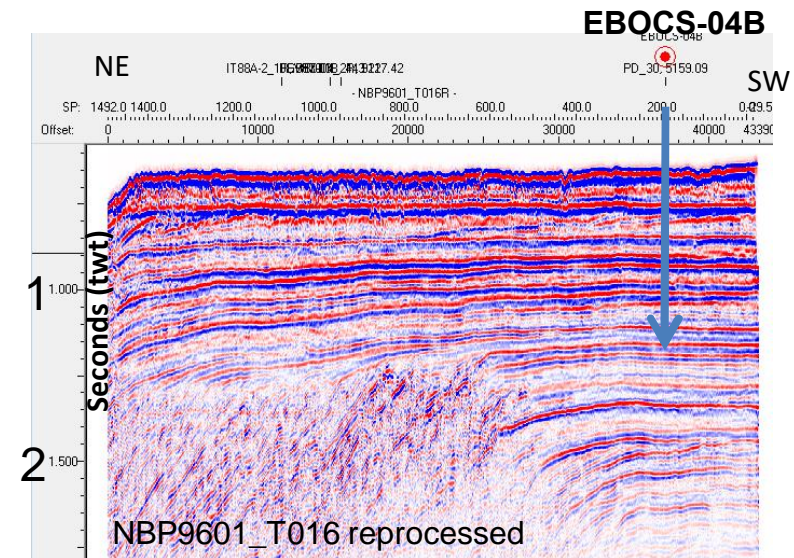 EBOCS-04B
EBOCS-04B
NE
PD_30, 5159.09
SW
- NBP9601_T016R -
SP: 1492.0 1400.0 1200.0 1000.0 800.0 600.0 400.0 200.0
Offset: 0 10000 20000 30000 40000 43390
Seconds (twt)
1 1.000
2 1.500
NBP9601_T016 reprocessed